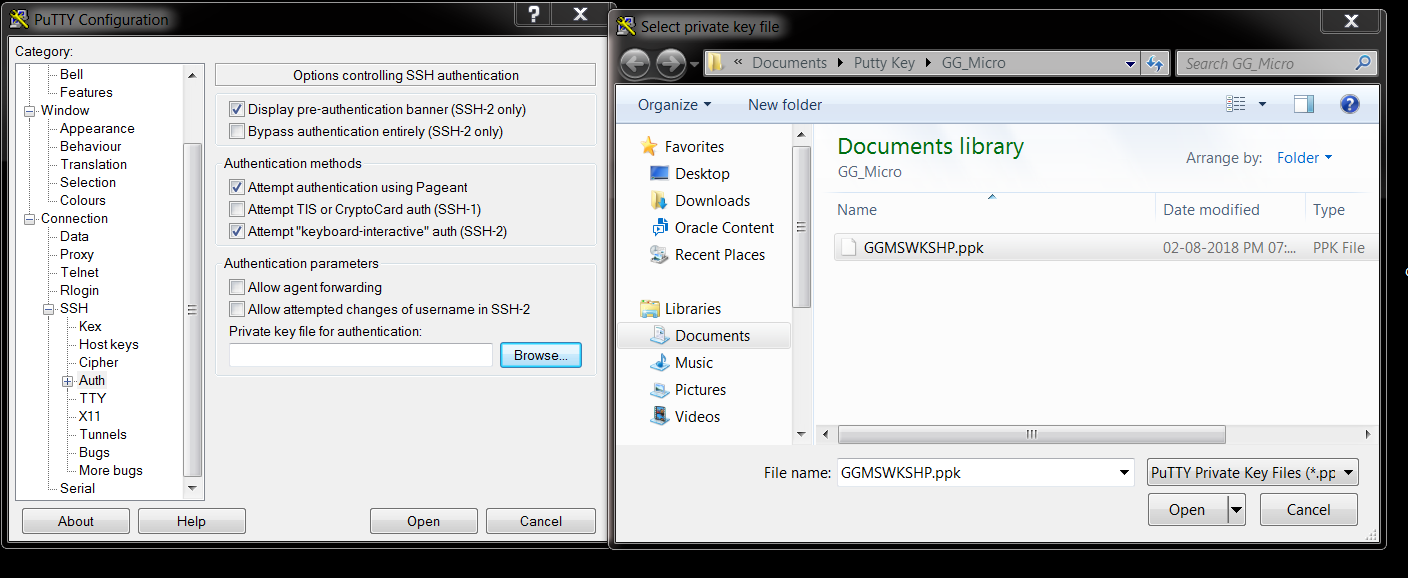 PuTTY Configuration
?
X
Category:
Bell
Features
Window
Appearance
Behaviour
Translation
Selection
Colours
Connection
Data
Proxy
Telnet
Rlogin
SSH
Kex
Host keys
Cipher
Auth
TTY
X11
Tunnels
Bugs
More bugs
Serial
Options controlling SSH authentication
Display pre-authentication banner (SSH-2 only)
Bypass authentication entirely (SSH-2 only)
Authentication methods
Attempt authentication using Pageant
Attempt TIS or CryptoCard auth (SSH-1)
Attempt "keyboard-interactive" auth (SSH-2)
Authentication parameters
Allow agent forwarding
Allow attempted changes of username in SSH-2
Private key file for authentication:
Browse...
About
Help
Open
Cancel
Select private key file
X
« Documents Putty Key GG_Micro
Search GG_Micro
Organize
New folder
?
Favorites
Desktop
Downloads
Oracle Content
Recent Places
Libraries
Documents
Music
Pictures
Videos
Documents library
GG_Micro
Arrange by: Folder
Name Date modified Type
GGMSWKSHP.ppk 02-08-2018 PM 07:... PPK File
File name: GGMSWKSHP.ppk
PuTTY Private Key Files (*.pp
Open
Cancel